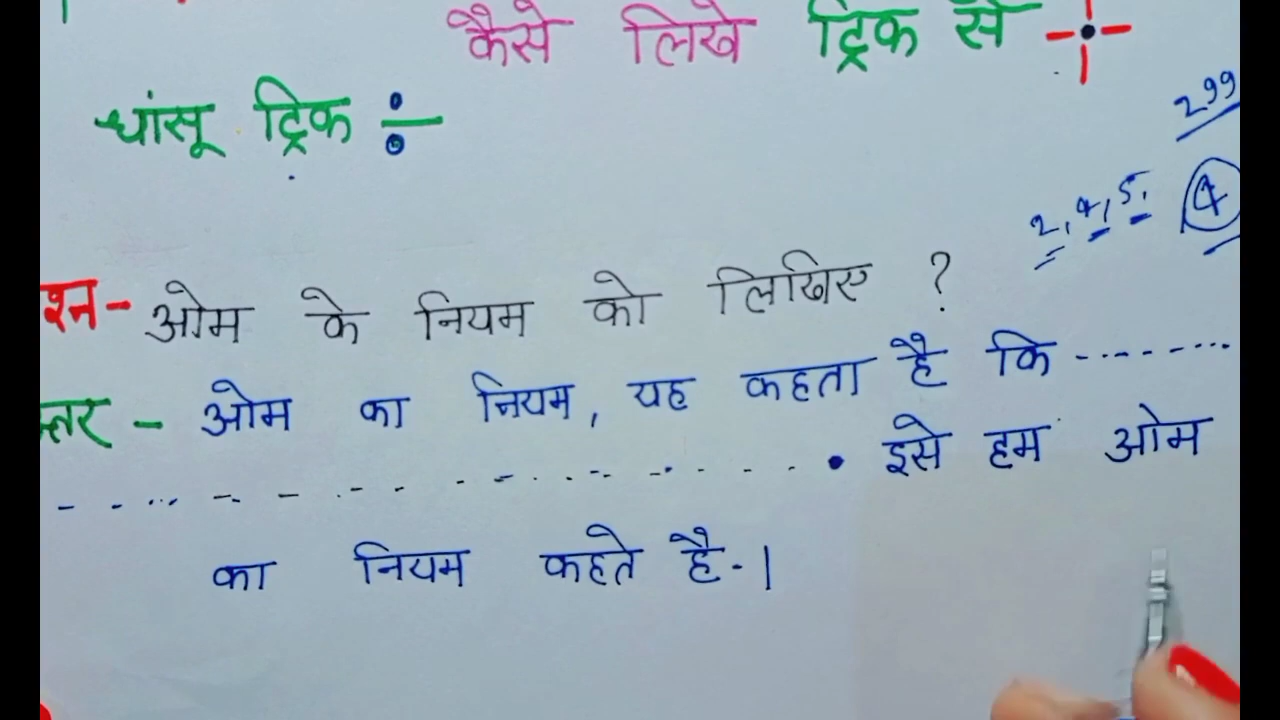 कैसे लिखे ट्रिक से
धांसू ट्रिक
299
2, 4, 5, 4
श्न- ओम के नियम को लिखिए ?
त्तर - ओम का नियम, यह कहता है कि --------
- - - - - - - - - - - - - - - - . इसे हम ओम
का नियम कहते है-।